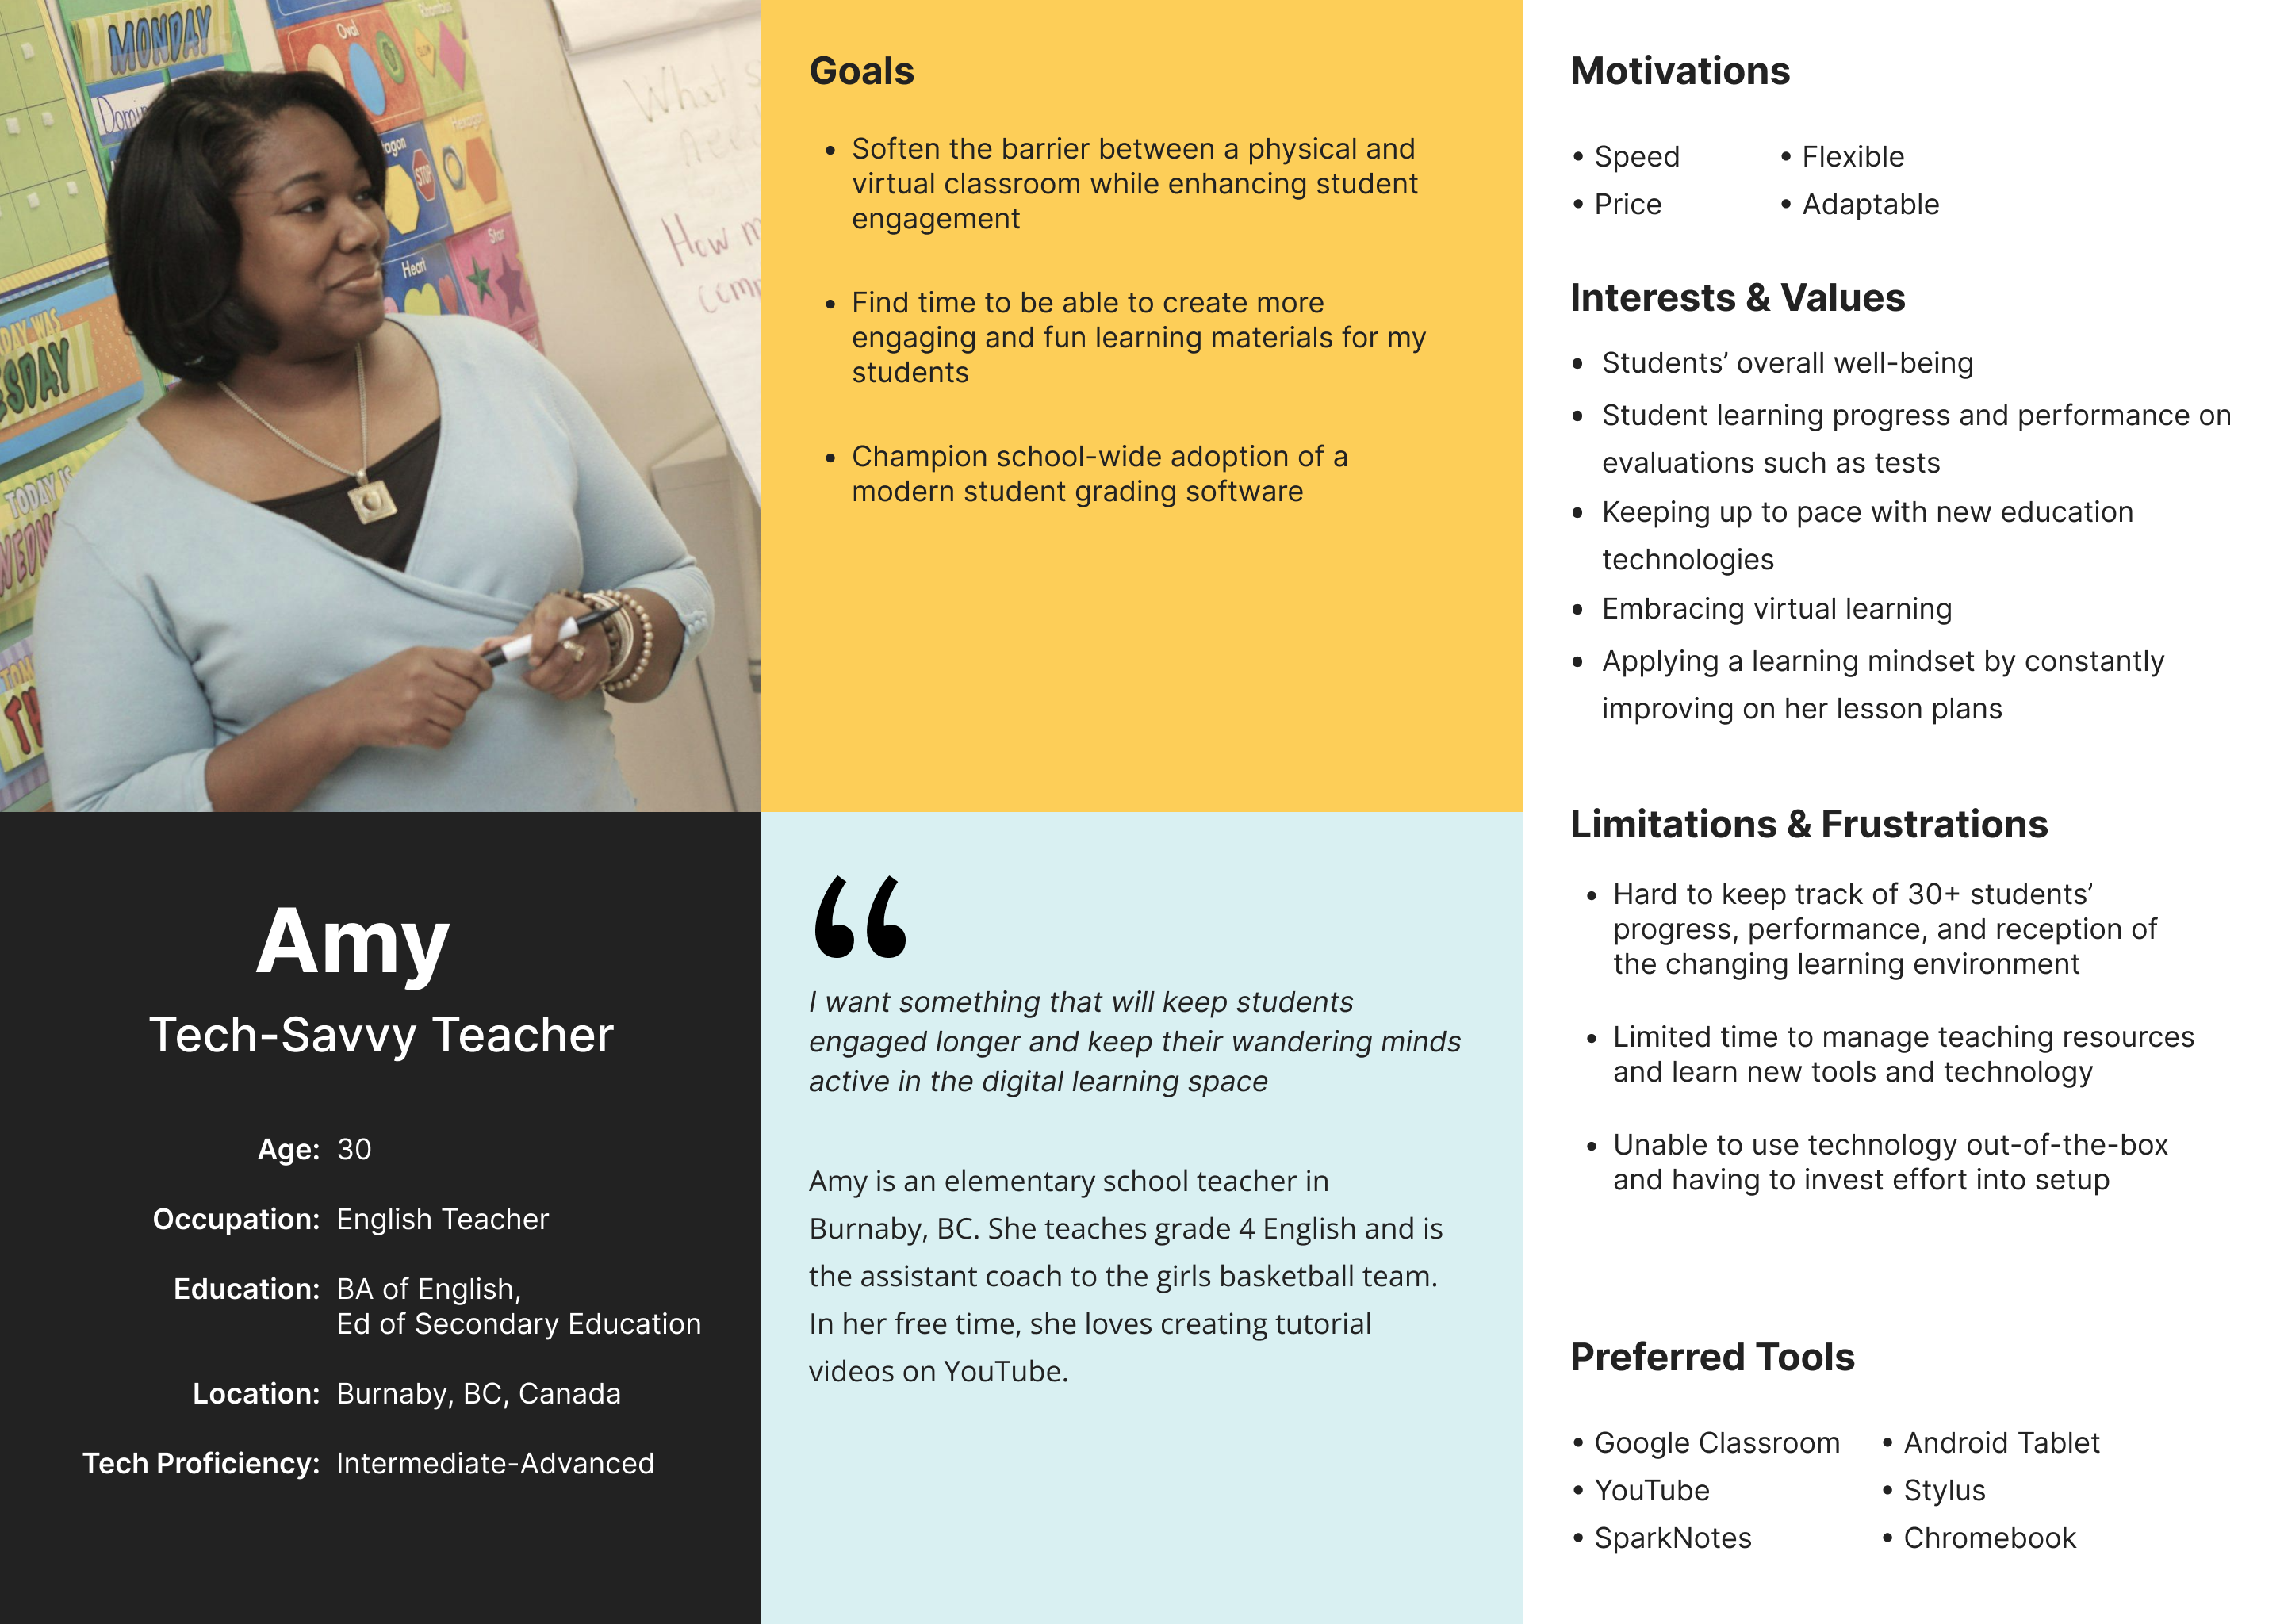 MONDAY
Oval
Rhombus
Hexagon
STOP
Heart
Star
What
How
DAY WAS
SDAY
TODAY IS
Goals
• Soften the barrier between a physical and
virtual classroom while enhancing student
engagement
• Find time to be able to create more
engaging and fun learning materials for my
students
• Champion school-wide adoption of a
modern student grading software
Amy
Tech-Savvy Teacher
Age: 30
Occupation: English Teacher
Education: BA of English,
Ed of Secondary Education
Location: Burnaby, BC, Canada
Tech Proficiency: Intermediate-Advanced
“
I want something that will keep students
engaged longer and keep their wandering minds
active in the digital learning space
Amy is an elementary school teacher in
Burnaby, BC. She teaches grade 4 English and is
the assistant coach to the girls basketball team.
In her free time, she loves creating tutorial
videos on YouTube.
Motivations
• Speed • Flexible
• Price • Adaptable
Interests & Values
• Students’ overall well-being
• Student learning progress and performance on
evaluations such as tests
• Keeping up to pace with new education
technologies
• Embracing virtual learning
• Applying a learning mindset by constantly
improving on her lesson plans
Limitations & Frustrations
• Hard to keep track of 30+ students’
progress, performance, and reception of
the changing learning environment
• Limited time to manage teaching resources
and learn new tools and technology
• Unable to use technology out-of-the-box
and having to invest effort into setup
Preferred Tools
• Google Classroom • Android Tablet
• YouTube • Stylus
• SparkNotes • Chromebook